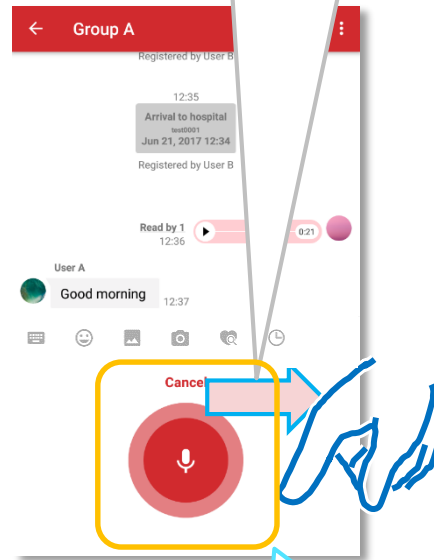 Group A
Registered by User B
12:35
Arrival to hospital
test0001
Jun 21, 2017 12:34
Registered by User B
Read by 1
0:21
12:36
User A
Good morning
12:37
Cancel